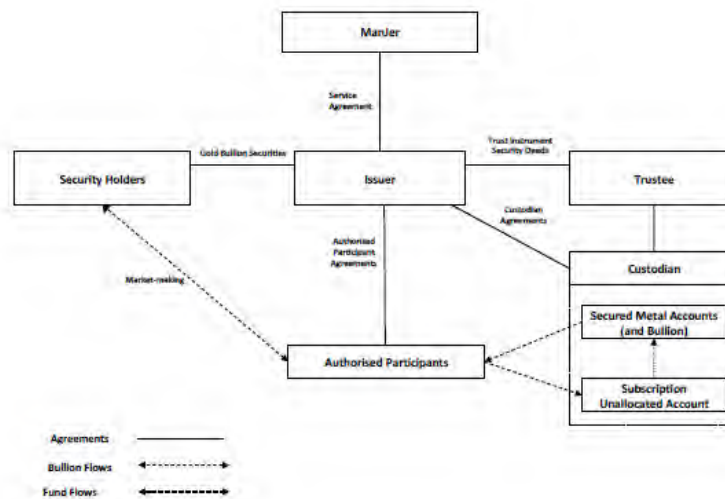 ManJer
Service
Agreement
Gold Bullion Securities
Trust Instrument
Security Deeds
Security Holders
Issuer
Trustee
Custodian
Agreements
Authorised
Participant
Agreements
Market-making
Custodian
Secured Metal Accounts
(and Bullion)
Authorised Participants
Subscription
Unallocated Account
Agreements
Bullion Flows
Fund Flows